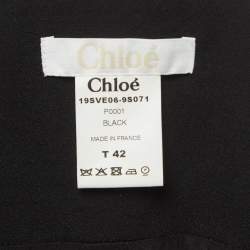 Chloé
Chloé
19SVE06-9S071
P0001
BLACK
MADE IN FRANCE
T 42